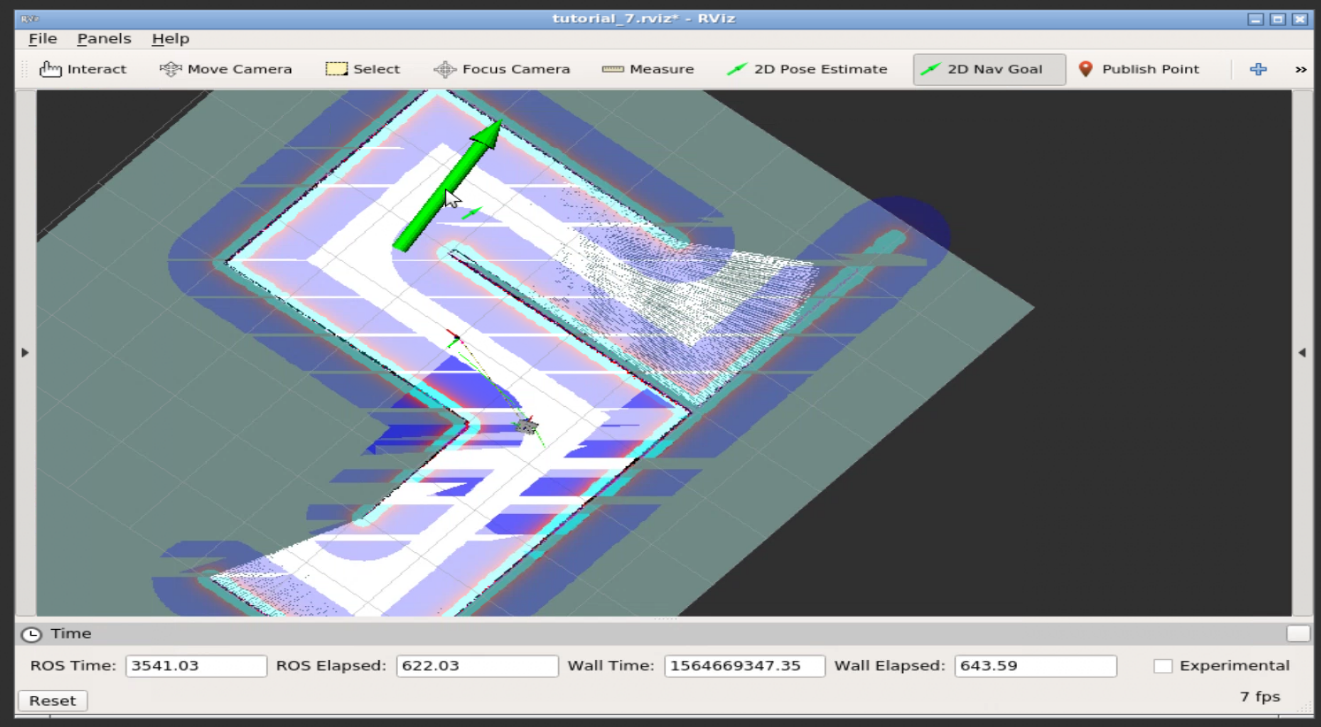 tutorial_7.rviz* - RViz
File Panels Help
Interact Move Camera Select Focus Camera Measure 2D Pose Estimate 2D Nav Goal Publish Point »
Time
ROS Time: 3541.03 ROS Elapsed: 622.03 Wall Time: 1564669347.35 Wall Elapsed: 643.59 Experimental
Reset 7 fps